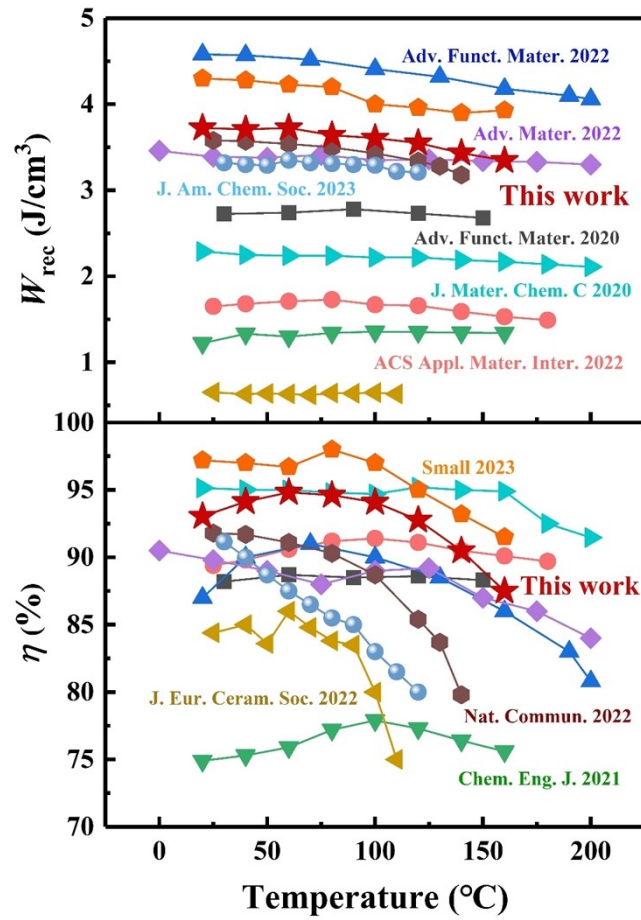 5
4
3
2
1
W_rec (J/cm³)
Adv. Funct. Mater. 2022
Adv. Mater. 2022
J. Am. Chem. Soc. 2023
This work
Adv. Funct. Mater. 2020
J. Mater. Chem. C 2020
ACS Appl. Mater. Inter. 2022
100
95
90
85
80
75
70
η (%)
Small 2023
This work
J. Eur. Ceram. Soc. 2022
Nat. Commun. 2022
Chem. Eng. J. 2021
0 50 100 150 200
Temperature (°C)